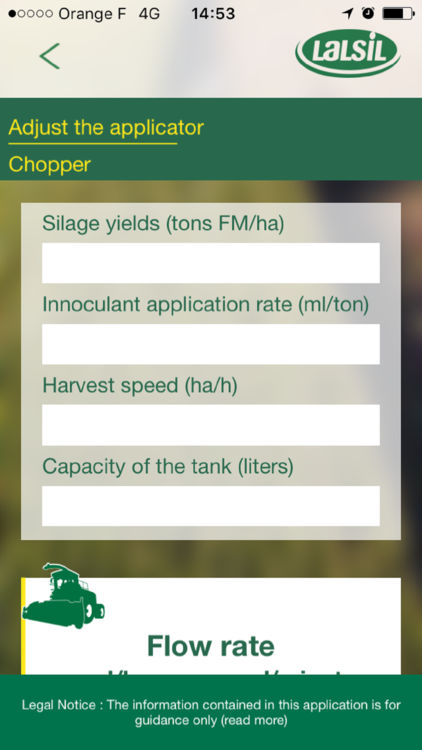 Orange F 4G 14:53
LALSIL
Adjust the applicator
Chopper
Silage yields (tons FM/ha)
Innoculant application rate (ml/ton)
Harvest speed (ha/h)
Capacity of the tank (liters)
Flow rate
Legal Notice : The information contained in this application is for
guidance only (read more)